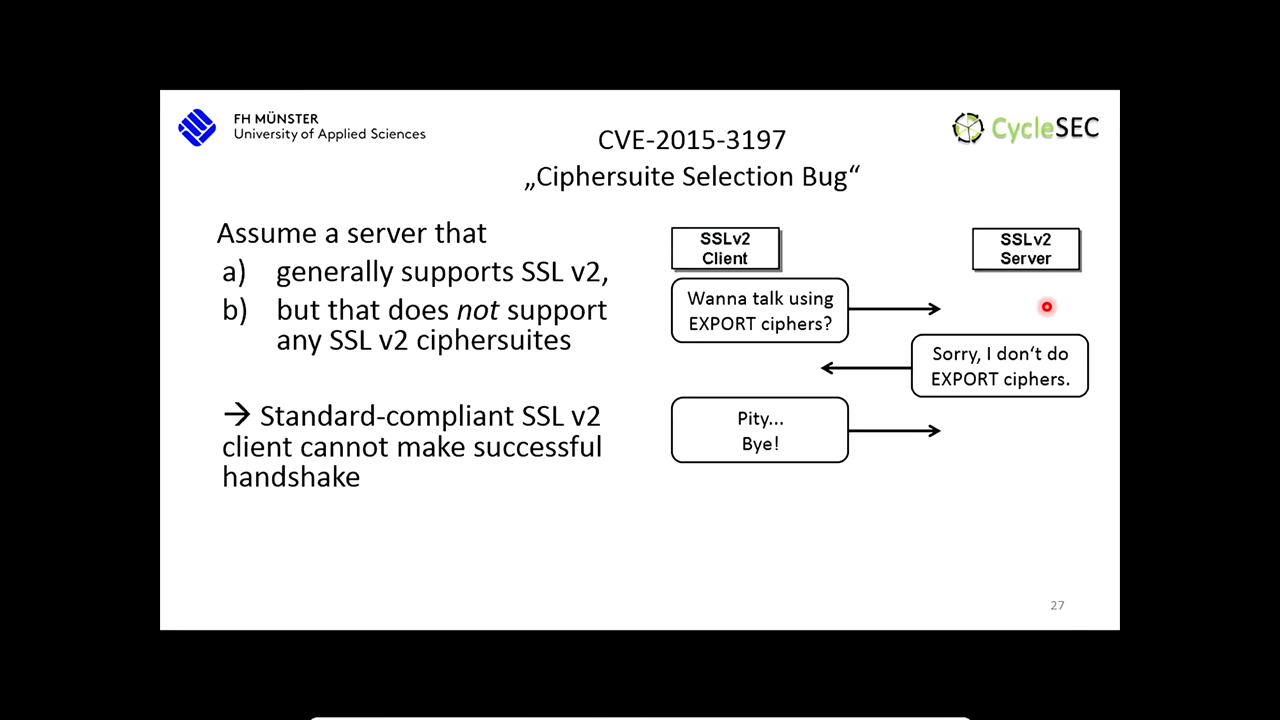 FH MÜNSTER
University of Applied Sciences
CycleSEC
CVE-2015-3197
„Ciphersuite Selection Bug“
Assume a server that
a) generally supports SSL v2,
b) but that does not support
any SSL v2 ciphersuites
→ Standard-compliant SSL v2
client cannot make successful
handshake
SSLv2
Client
SSLv2
Server
Wanna talk using
EXPORT ciphers?
Sorry, I don‘t do
EXPORT ciphers.
Pity...
Bye!
27